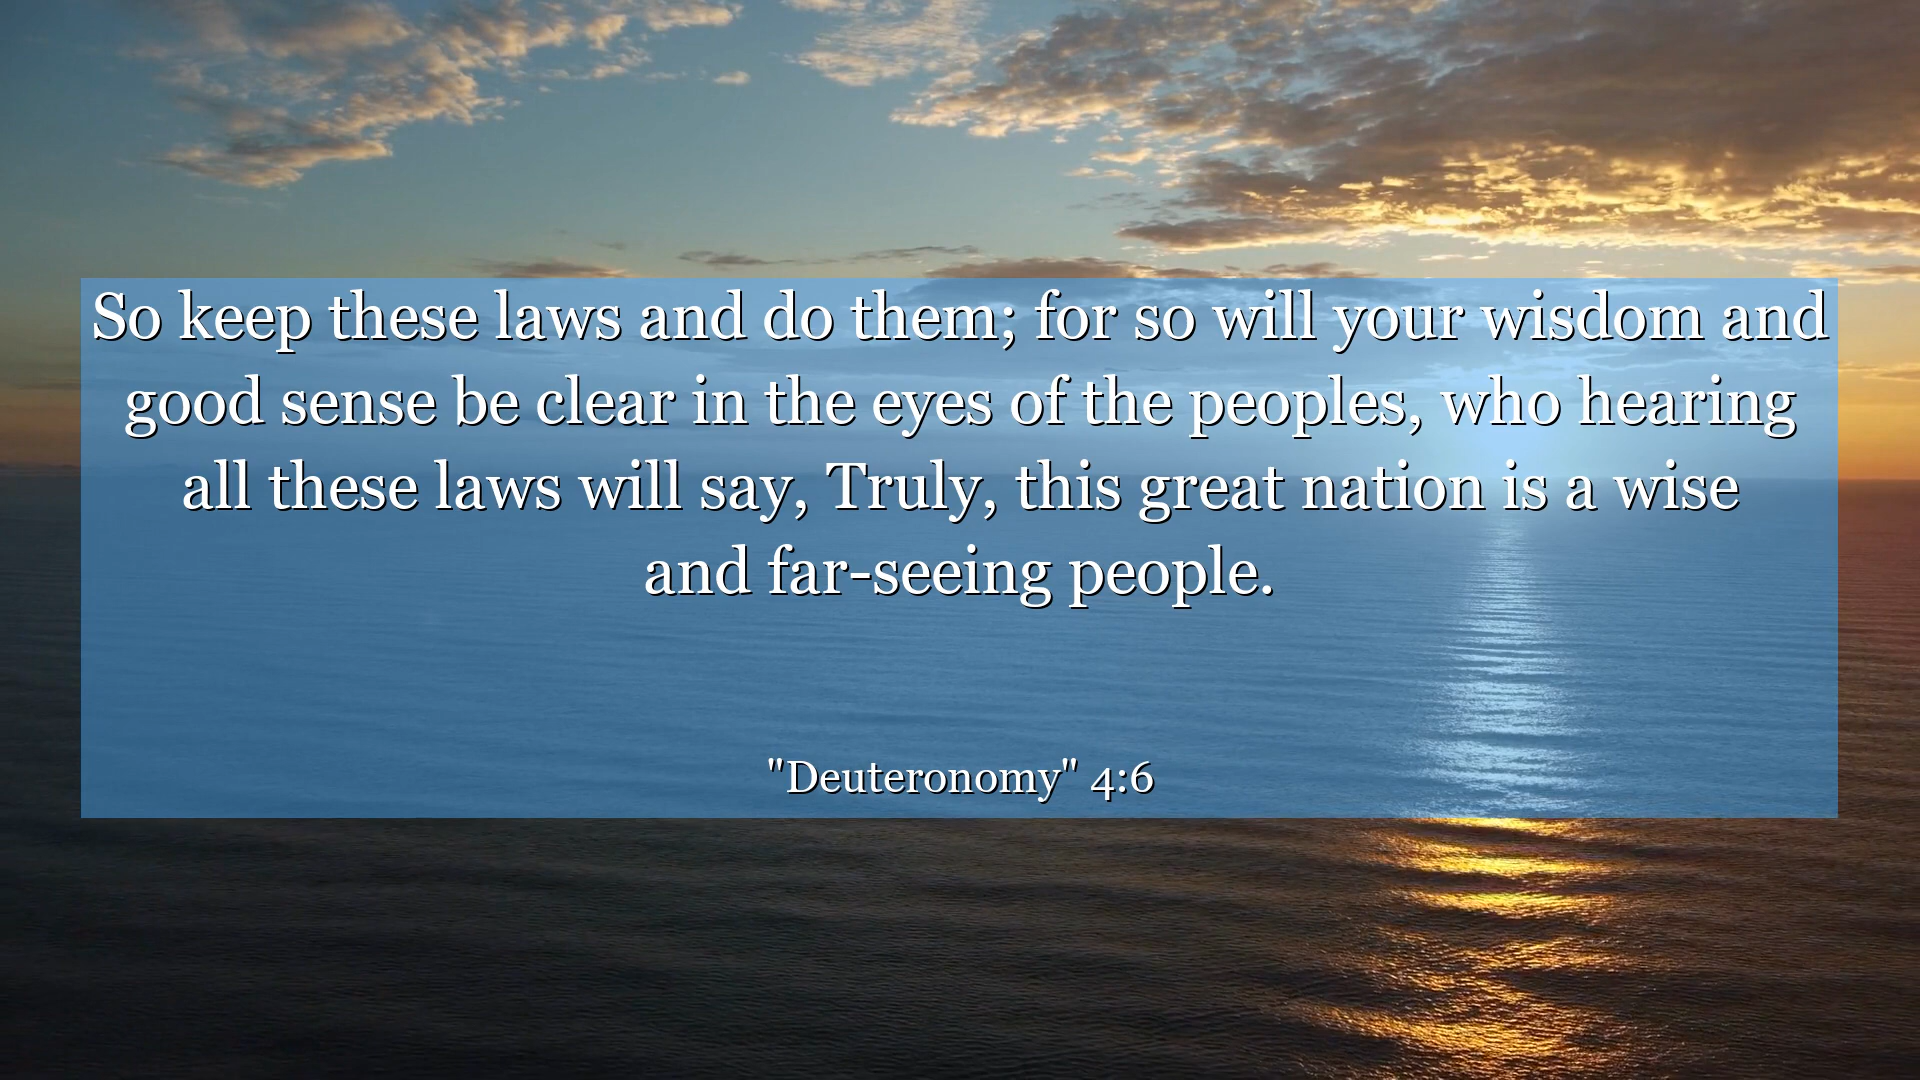 So keep these laws and do them; for so will your wisdom and
good sense be clear in the eyes of the peoples, who hearing
all these laws will say, Truly, this great nation is a wise
and far-seeing people.
"Deuteronomy" 4:6